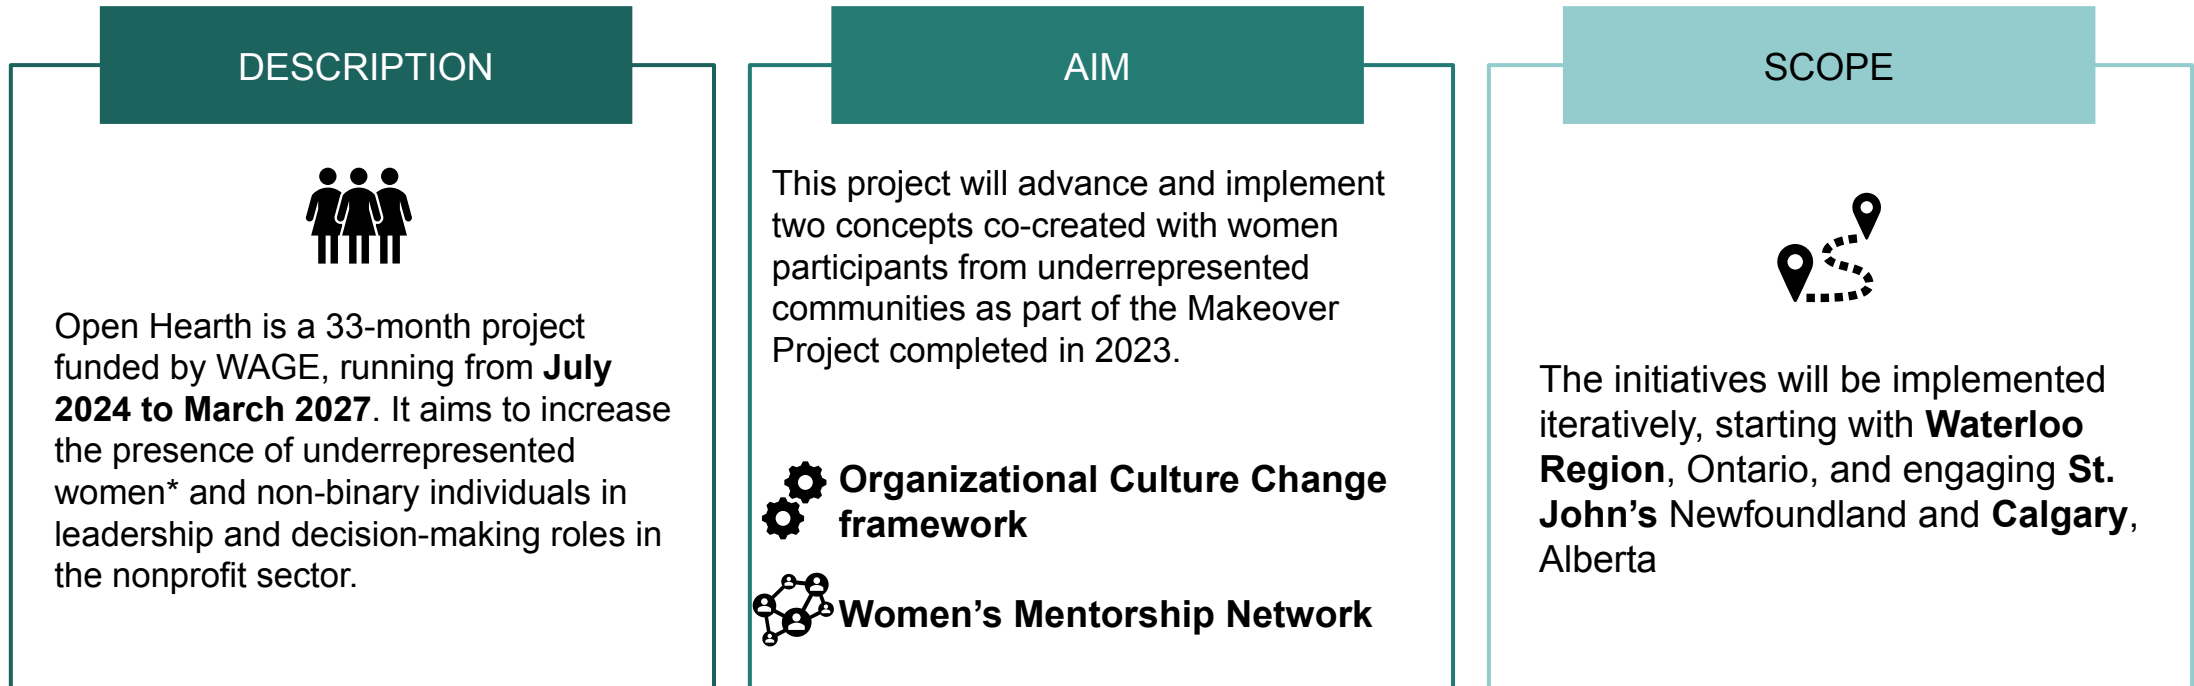 DESCRIPTION
Open Hearth is a 33-month project
funded by WAGE, running from July
2024 to March 2027. It aims to increase
the presence of underrepresented
women* and non-binary individuals in
leadership and decision-making roles in
the nonprofit sector.
AIM
This project will advance and implement
two concepts co-created with women
participants from underrepresented
communities as part of the Makeover
Project completed in 2023.
Organizational Culture Change
framework
Women’s Mentorship Network
SCOPE
The initiatives will be implemented
iteratively, starting with Waterloo
Region, Ontario, and engaging St.
John’s Newfoundland and Calgary,
Alberta